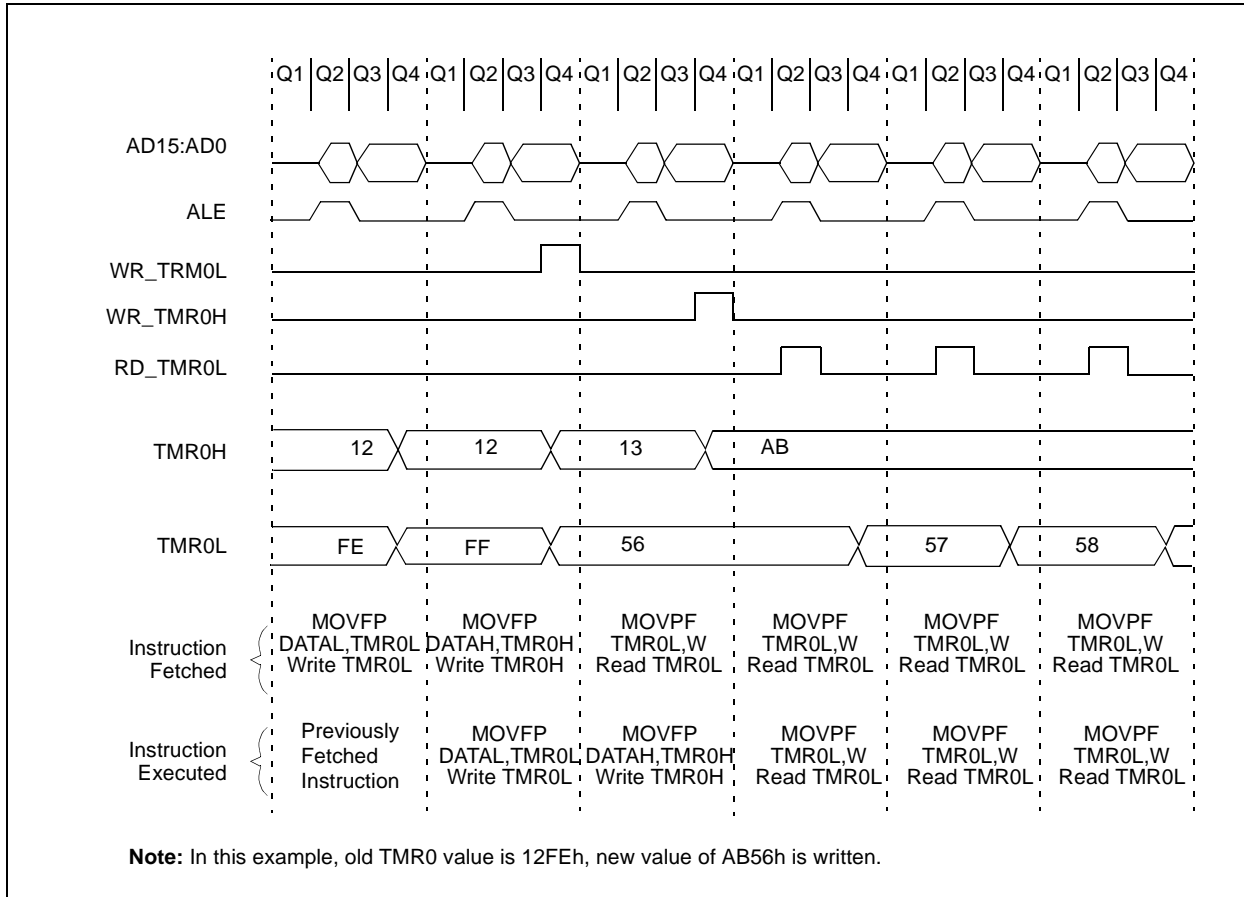 Q1 Q2 Q3 Q4 Q1 Q2 Q3 Q4 Q1 Q2 Q3 Q4 Q1 Q2 Q3 Q4 Q1 Q2 Q3 Q4 Q1 Q2 Q3 Q4
AD15:AD0
ALE
WR_TRM0L
WR_TMR0H
RD_TMR0L
TMR0H 12 12 13 AB
TMR0L FE FF 56 57 58
Instruction
Fetched
MOVFP
DATAL,TMR0L
Write TMR0L
MOVFP
DATAH,TMR0H
Write TMR0H
MOVPF
TMR0L,W
Read TMR0L
MOVPF
TMR0L,W
Read TMR0L
MOVPF
TMR0L,W
Read TMR0L
MOVPF
TMR0L,W
Read TMR0L
Instruction
Executed
Previously
Fetched
Instruction
MOVFP
DATAL,TMR0L
Write TMR0L
MOVFP
DATAH,TMR0H
Write TMR0H
MOVPF
TMR0L,W
Read TMR0L
MOVPF
TMR0L,W
Read TMR0L
MOVPF
TMR0L,W
Read TMR0L
Note: In this example, old TMR0 value is 12FEh, new value of AB56h is written.